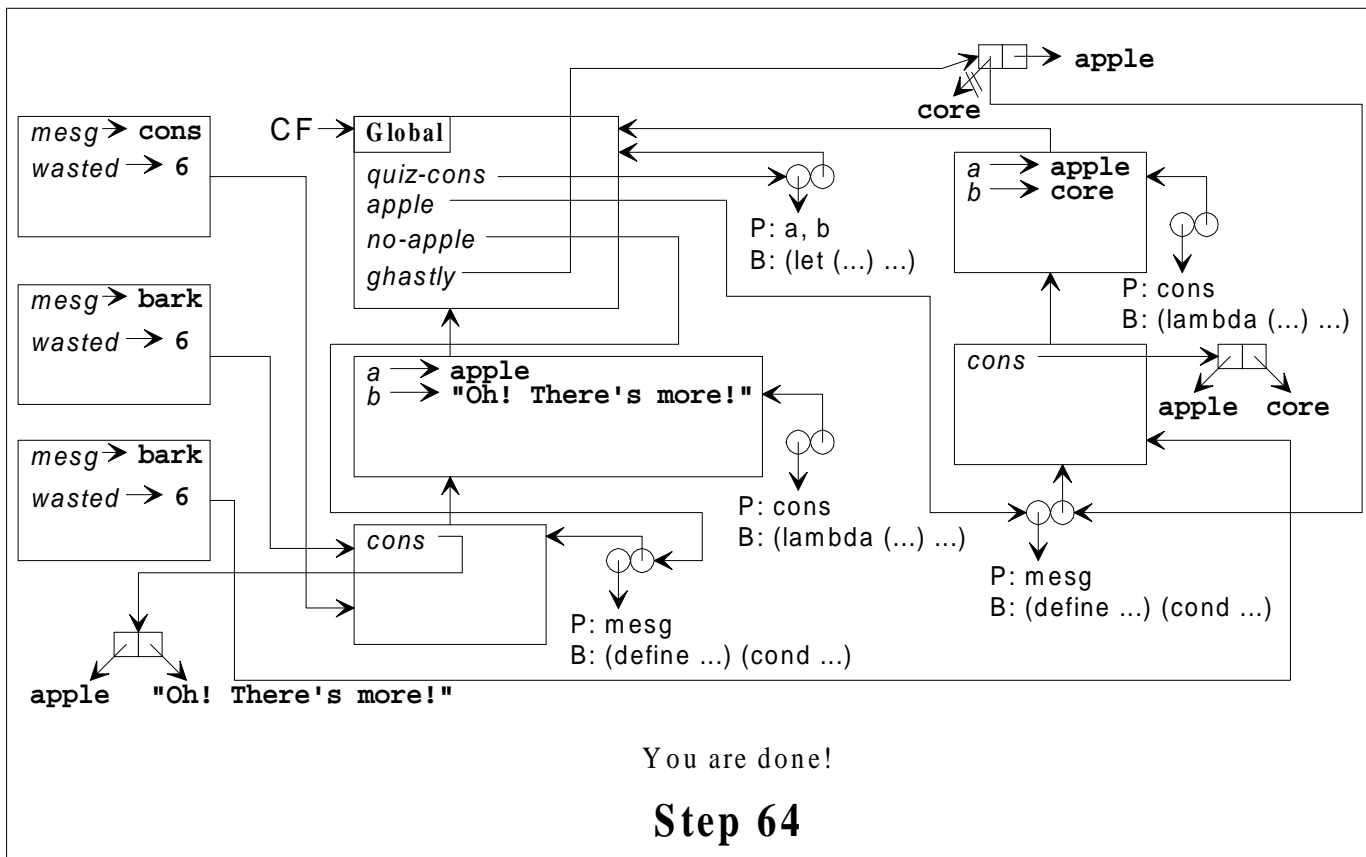 apple
core
mesg cons
wasted 6
CF
Global
quiz-cons
apple
no-apple
ghastly
P: a, b
B: (let (...) ...)
a apple
b core
P: cons
B: (lambda (...) ...)
mesg bark
wasted 6
a apple
b "Oh! There's more!"
P: cons
B: (lambda (...) ...)
cons
apple core
mesg bark
wasted 6
cons
P: mesg
B: (define ...) (cond ...)
P: mesg
B: (define ...) (cond ...)
apple "Oh! There's more!"
You are done!
Step 64